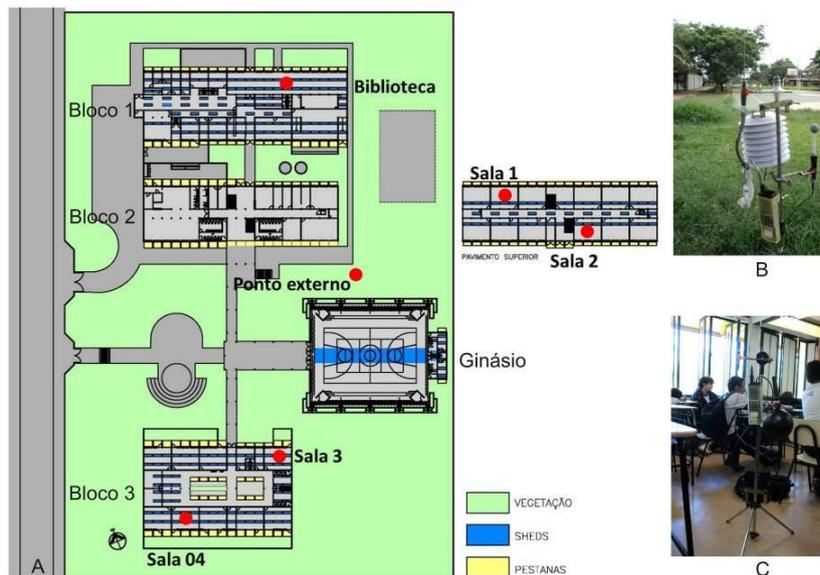 Biblioteca
Bloco 1
Sala 1
Bloco 2
PAVIMENTO SUPERIOR
Sala 2
B
Ponto externo
Ginásio
Sala 3
Bloco 3
VEGETAÇÃO
SHEDS
A
Sala 04
PESTANAS
C